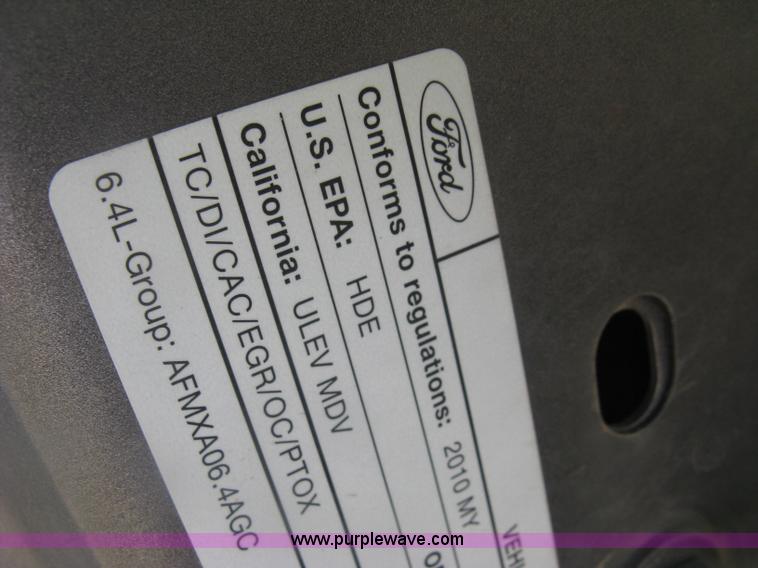 Ford
VEH
Conforms to regulations: 2010 MY
U.S. EPA: HDE
California: ULEV MDV
TC/DI/CAC/EGR/OC/PTOX
6.4L-Group: AFMXA06.4AGC
www.purplewave.com